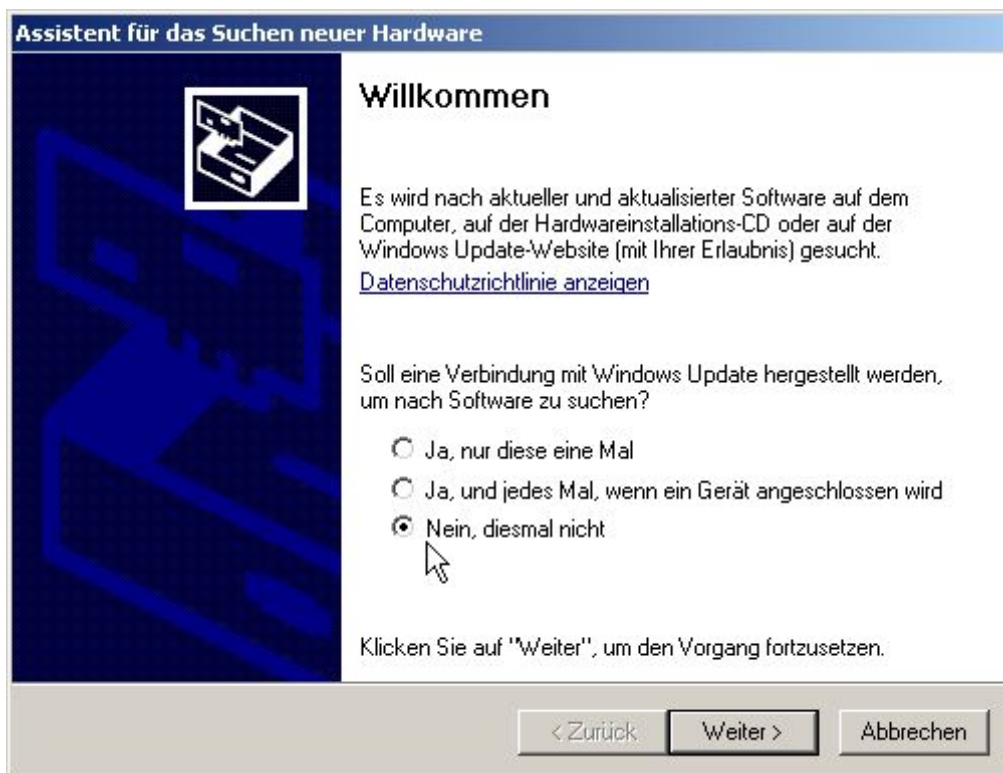 Assistent für das Suchen neuer Hardware
Willkommen
Es wird nach aktueller und aktualisierter Software auf dem
Computer, auf der Hardwareinstallations-CD oder auf der
Windows Update-Website (mit Ihrer Erlaubnis) gesucht.
Datenschutzrichtlinie anzeigen
Soll eine Verbindung mit Windows Update hergestellt werden,
um nach Software zu suchen?
Ja, nur diese eine Mal
Ja, und jedes Mal, wenn ein Gerät angeschlossen wird
Nein, diesmal nicht
Klicken Sie auf "Weiter", um den Vorgang fortzusetzen.
< Zurück Weiter > Abbrechen